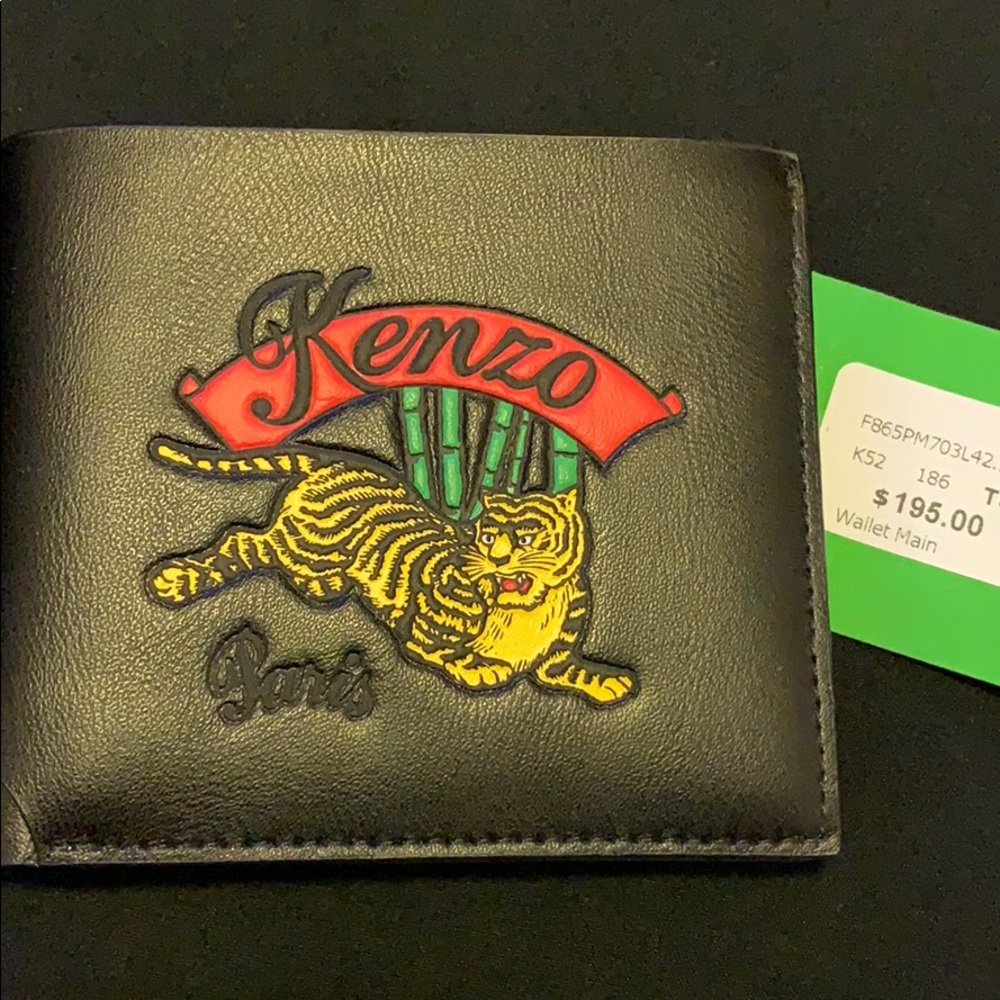 Kenzo
Paris
F865PM703L42.
K52 186
$195.00
Wallet Main